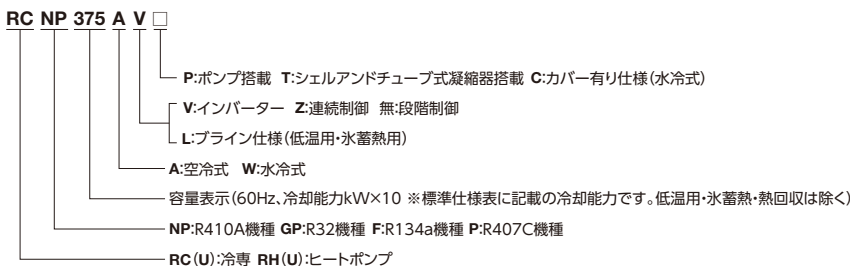 RC NP 375 A V □
P:ポンプ搭載 T:シェルアンドチューブ式凝縮器搭載 C:カバー有り仕様(水冷式)
V:インバーター Z:連続制御 無:段階制御
L:ブライン仕様(低温用・氷蓄熱用)
A:空冷式 W:水冷式
容量表示(60Hz、冷却能力kW×10 ※標準仕様表に記載の冷却能力です。低温用・氷蓄熱・熱回収は除く)
NP:R410A機種 GP:R32機種 F:R134a機種 P:R407C機種
RC(U):冷専 RH(U):ヒートポンプ